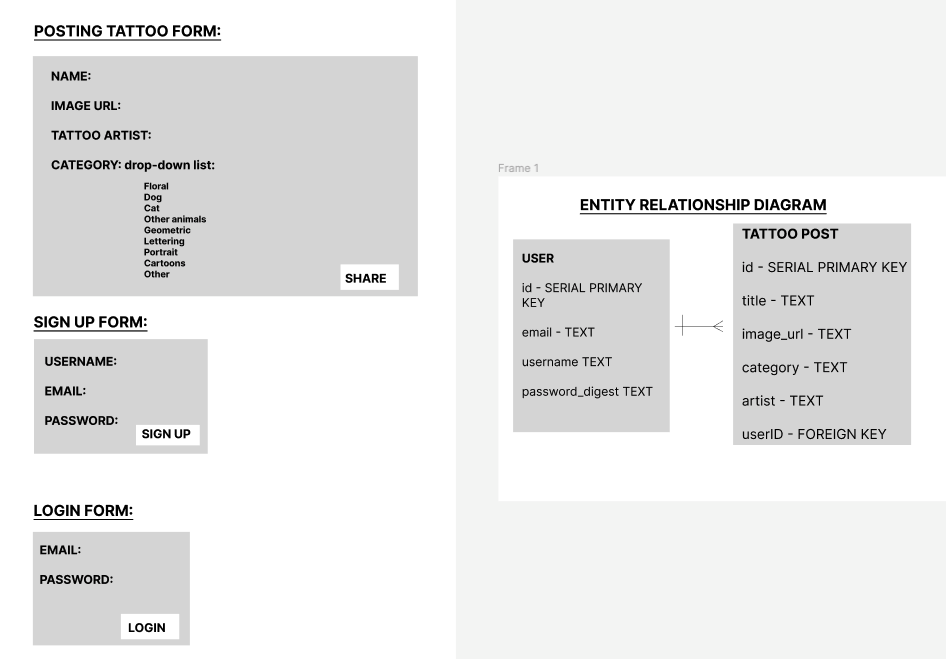 POSTING TATTOO FORM:
NAME:
IMAGE URL:
TATTOO ARTIST:
CATEGORY: drop-down list:
Floral
Dog
Cat
Other animals
Geometric
Lettering
Portrait
Cartoons
Other
SHARE
SIGN UP FORM:
USERNAME:
EMAIL:
PASSWORD:
SIGN UP
LOGIN FORM:
EMAIL:
PASSWORD:
LOGIN
Frame 1
ENTITY RELATIONSHIP DIAGRAM
USER
id - SERIAL PRIMARY
KEY
email - TEXT
username TEXT
password_digest TEXT
TATTOO POST
id - SERIAL PRIMARY KEY
title - TEXT
image_url - TEXT
category - TEXT
artist - TEXT
userID - FOREIGN KEY